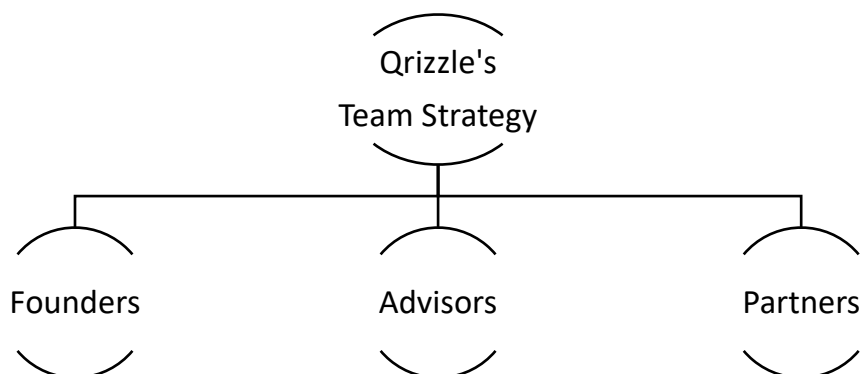 Qrizzle's
Team Strategy
Founders
Advisors
Partners